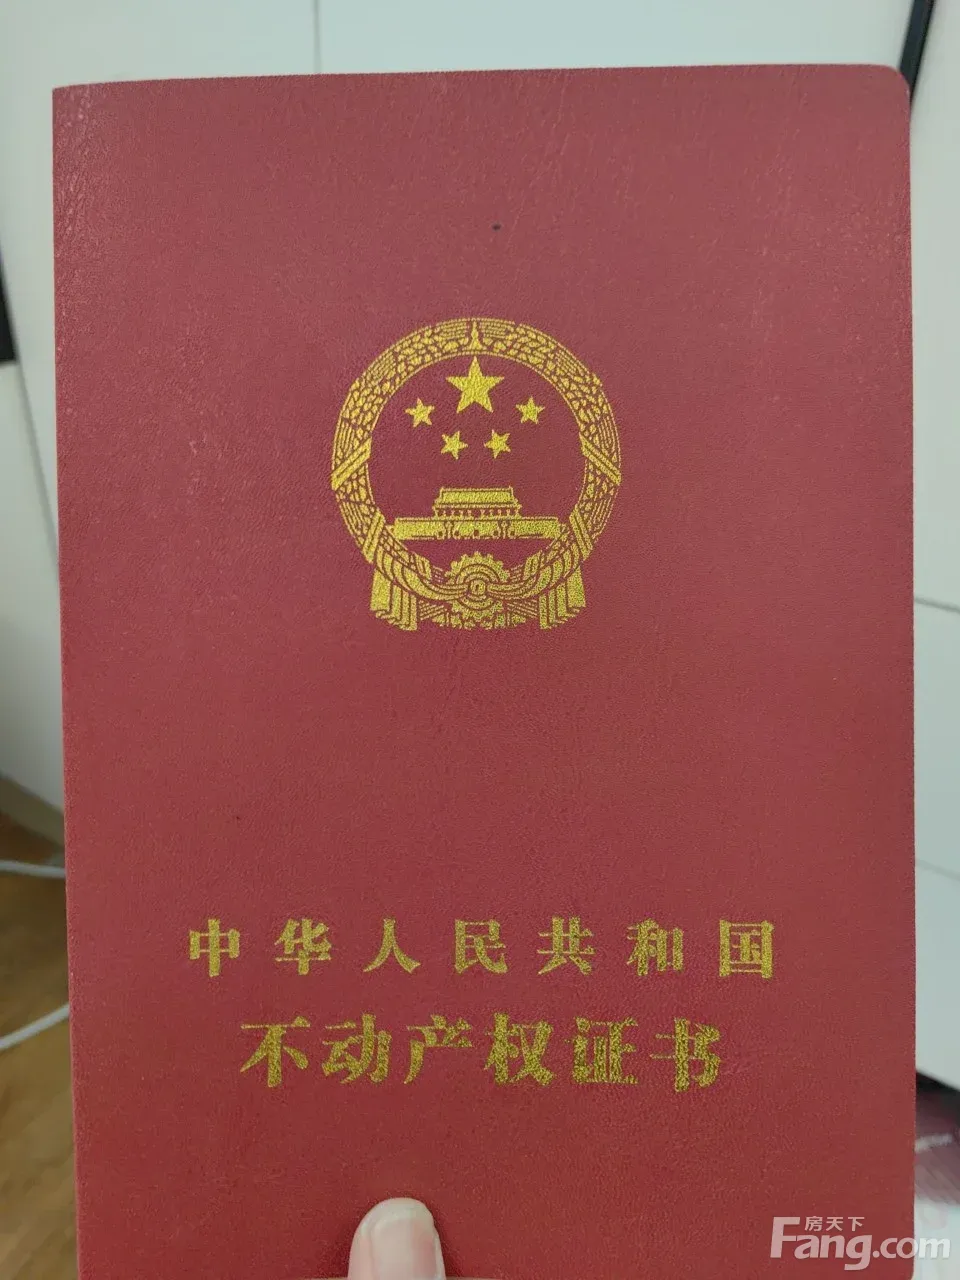 中华人民共和国
不动产权证书
房天下
Fang.com